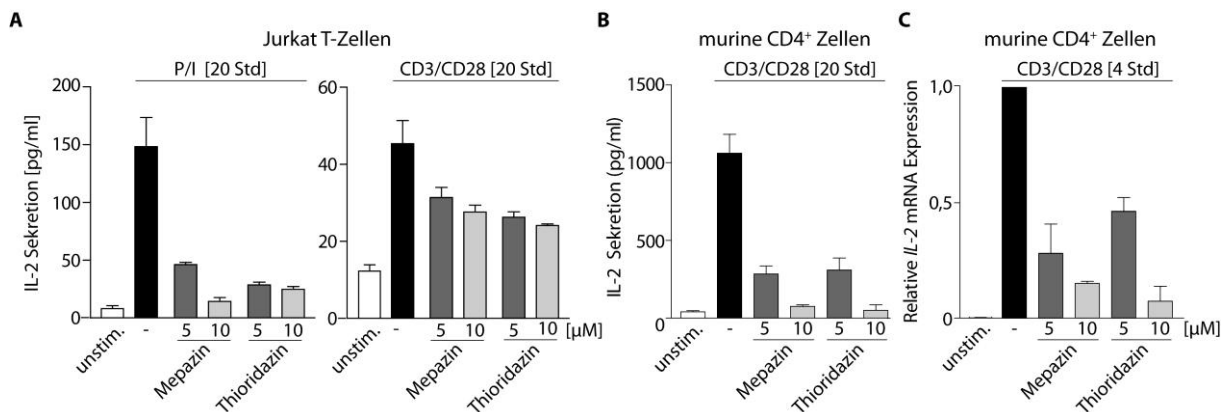 A
Jurkat T-Zellen
P/I [20 Std]
CD3/CD28 [20 Std]
IL-2 Sekretion [pg/ml]
200
150
100
50
0
60
40
20
0
unstim.
-
5
10
5
10
Mepazin
Thioridazin
unstim.
-
5
10
5
10
[µM]
Mepazin
Thioridazin
B
murine CD4⁺ Zellen
CD3/CD28 [20 Std]
IL-2 Sekretion (pg/ml)
1500
1000
500
0
unstim.
-
5
10
5
10
Mepazin
Thioridazin
C
murine CD4⁺ Zellen
CD3/CD28 [4 Std]
Relative IL-2 mRNA Expression
1,0
0,5
0
unstim.
-
5
10
5
10
[µM]
Mepazin
Thioridazin